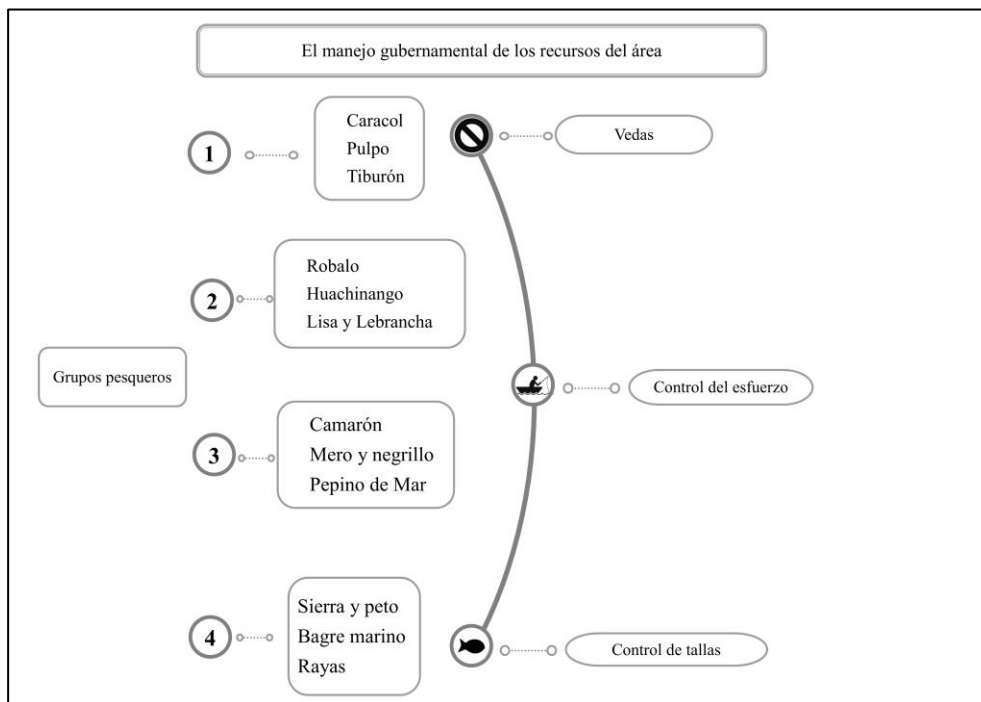 El manejo gubernamental de los recursos del área
1
Caracol
Pulpo
Tiburón
Vedas
2
Robalo
Huachinango
Lisa y Lebrancha
Grupos pesqueros
Control del esfuerzo
3
Camarón
Mero y negrillo
Pepino de Mar
4
Sierra y peto
Bagre marino
Rayas
Control de tallas